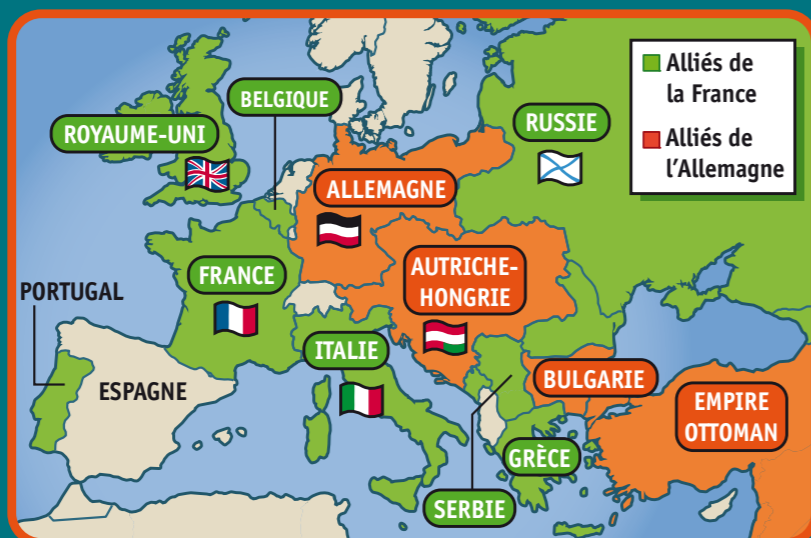 Alliés de
la France
Alliés de
l'Allemagne
BELGIQUE
ROYAUME-UNI
RUSSIE
ALLEMAGNE
FRANCE
AUTRICHE-
HONGRIE
PORTUGAL
ITALIE
ESPAGNE
BULGARIE
EMPIRE
OTTOMAN
GRÈCE
SERBIE